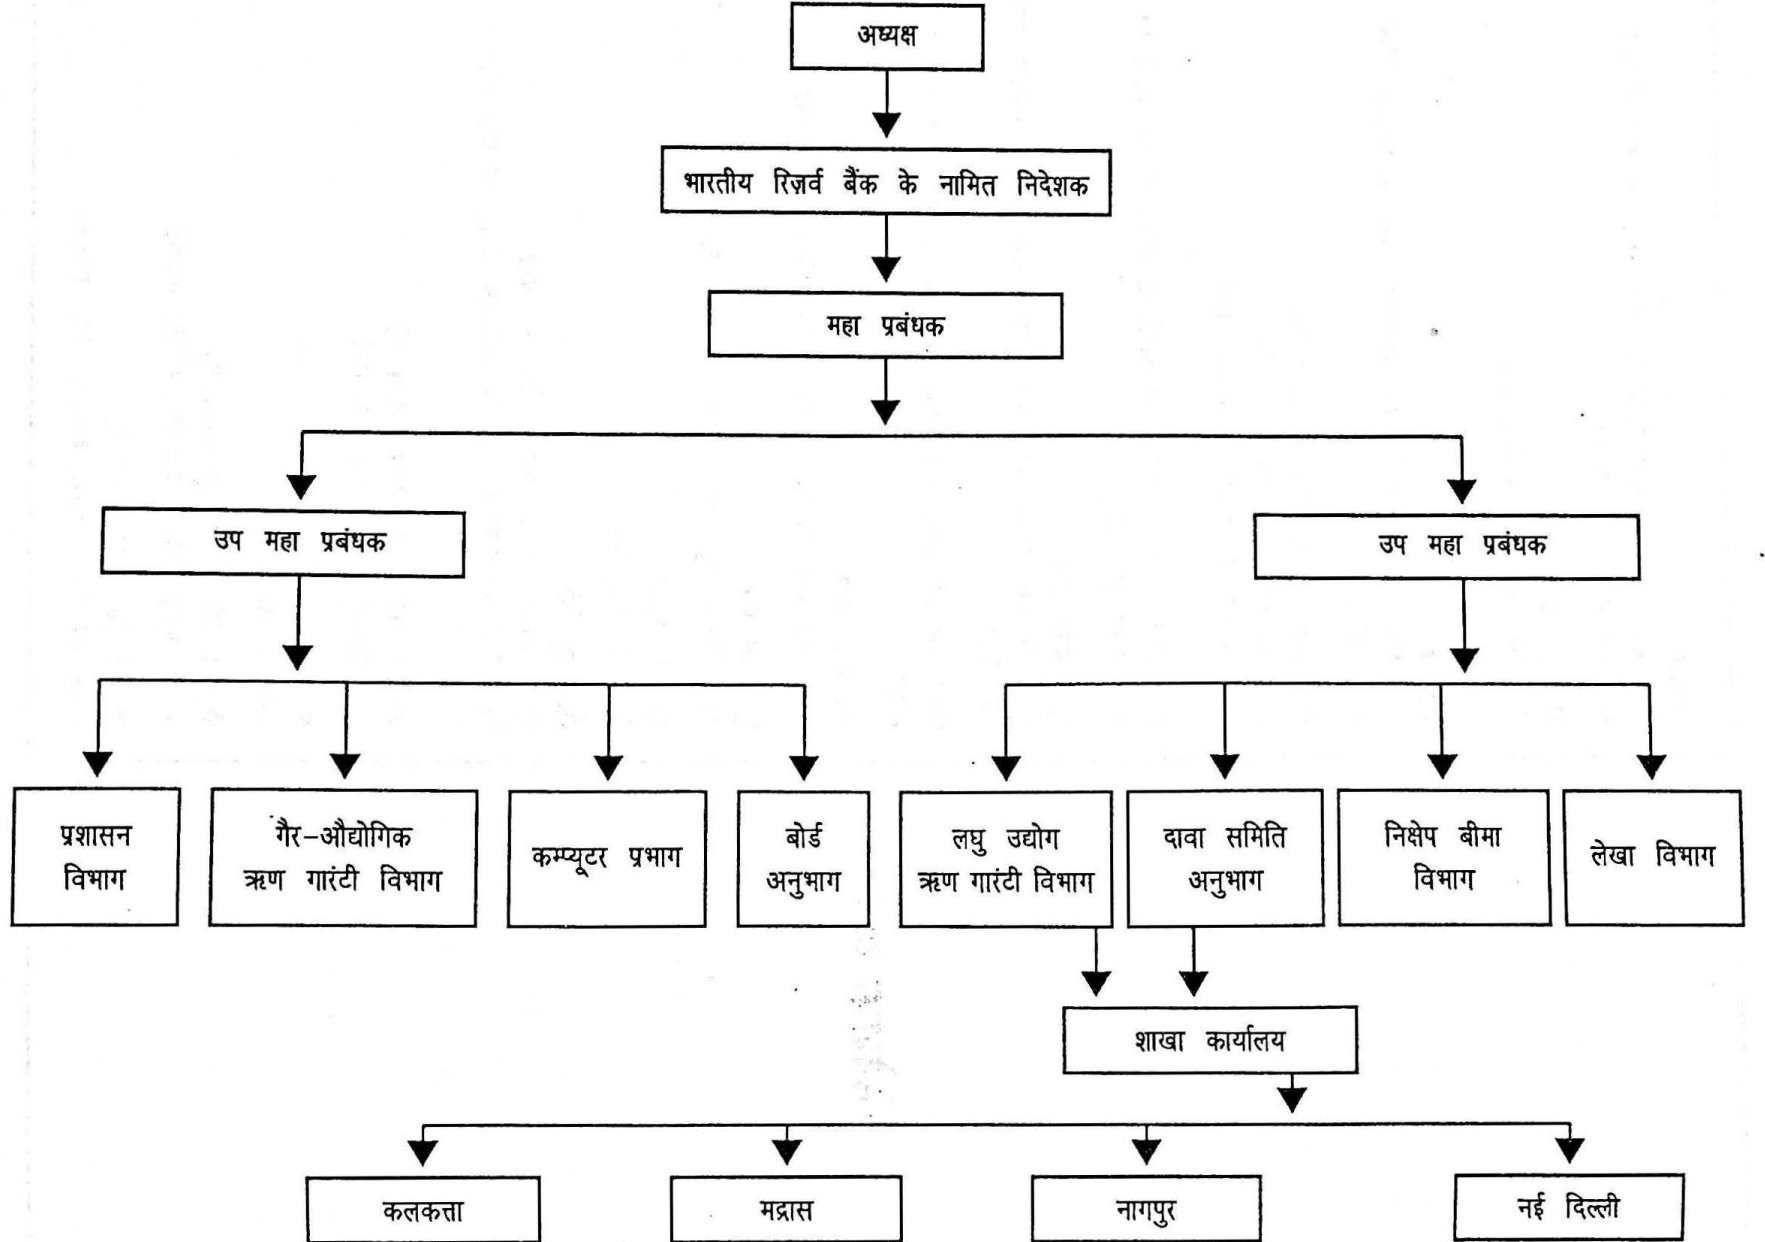 अध्यक्ष
भारतीय रिज़र्व बैंक के नामित निदेशक
महा प्रबंधक
उप महा प्रबंधक
उप महा प्रबंधक
प्रशासन
विभाग
गैर-औद्योगिक
ऋण गारंटी विभाग
कम्प्यूटर प्रभाग
बोर्ड
अनुभाग
लघु उद्योग
ऋण गारंटी विभाग
दावा समिति
अनुभाग
निक्षेप बीमा
विभाग
लेखा विभाग
शाखा कार्यालय
कलकत्ता
मद्रास
नागपुर
नई दिल्ली